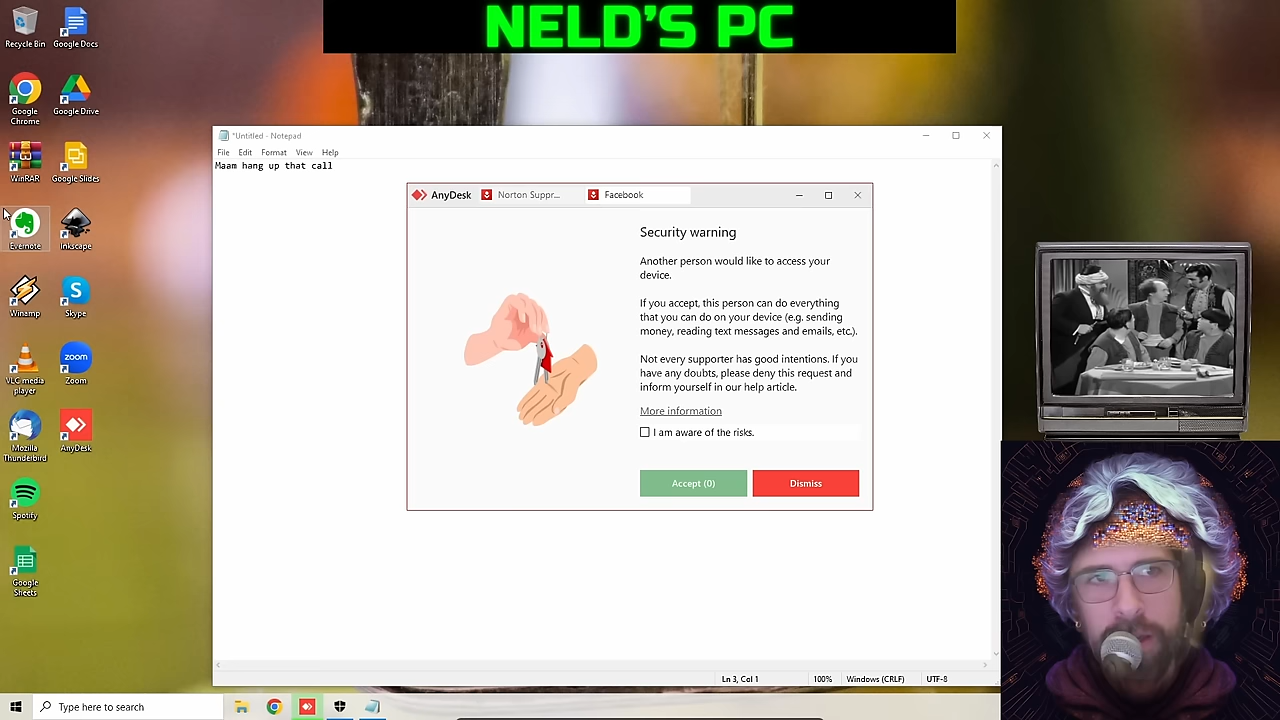 NELD'S PC
Recycle Bin
Google Docs
Google Chrome
Google Drive
WinRAR
Google Slides
Evernote
Inkscape
Winamp
Skype
VLC media player
Zoom
zoom
Mozilla Thunderbird
AnyDesk
Spotify
Google Sheets
*Untitled - Notepad
File Edit Format View Help
Maam hang up that call
AnyDesk Norton Suppr... Facebook
Security warning
Another person would like to access your
device.
If you accept, this person can do everything
that you can do on your device (e.g. sending
money, reading text messages and emails, etc.).
Not every supporter has good intentions. If you
have any doubts, please deny this request and
inform yourself in our help article.
More information
I am aware of the risks.
Accept (0) Dismiss
Ln 3, Col 1 100% Windows (CRLF) UTF-8
Type here to search